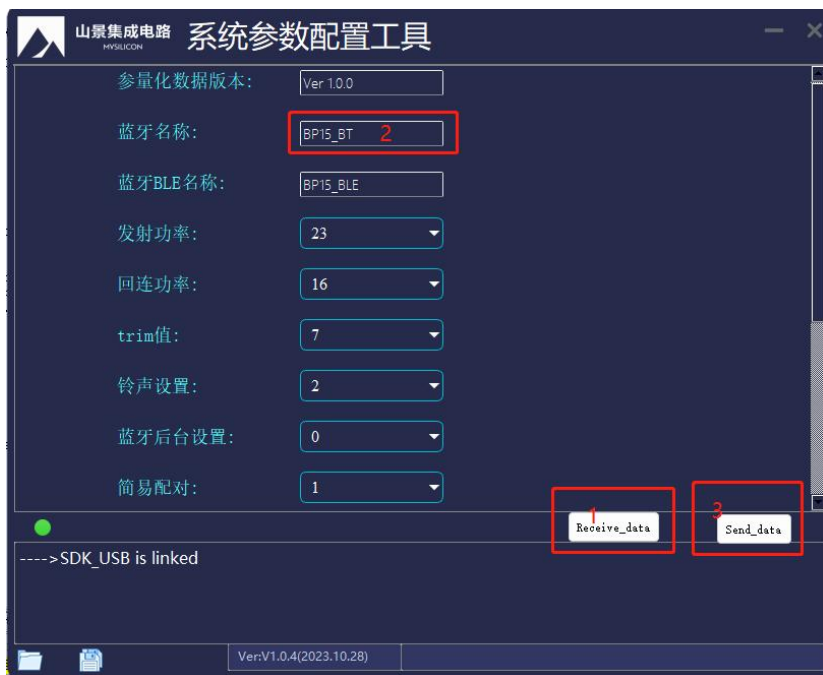 山景集成电路
MVSILICON
系统参数配置工具
参量化数据版本: Ver 1.0.0
蓝牙名称: BP15_BT 2
蓝牙BLE名称: BP15_BLE
发射功率: 23
回连功率: 16
trim值: 7
铃声设置: 2
蓝牙后台设置: 0
简易配对: 1
1
3
Receive_data
Send_data
---->SDK_USB is linked
Ver:V1.0.4(2023.10.28)